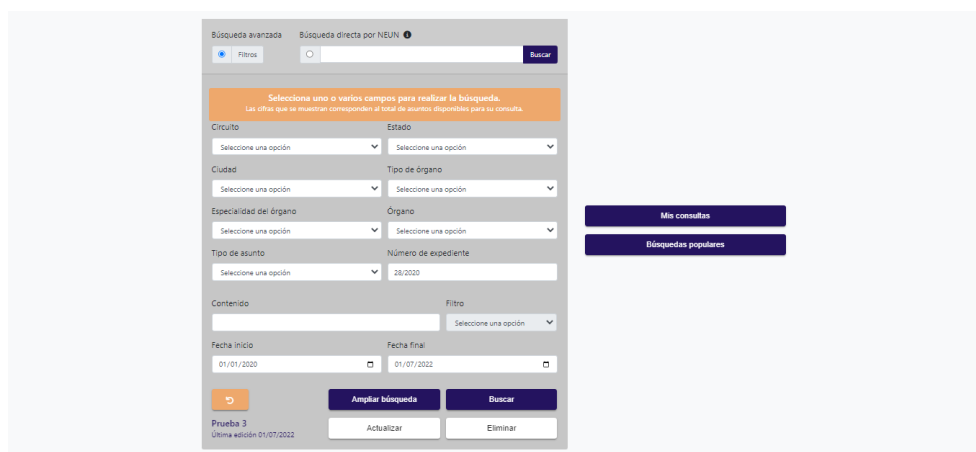 Búsqueda avanzada Búsqueda directa por NEUN
Filtros Buscar
Selecciona uno o varios campos para realizar la búsqueda.
Las cifras que se muestran corresponden al total de asuntos disponibles para su consulta.
Circuito Estado
Seleccione una opción Seleccione una opción
Ciudad Tipo de órgano
Seleccione una opción Seleccione una opción
Especialidad del órgano Órgano
Seleccione una opción Seleccione una opción
Tipo de asunto Número de expediente
Seleccione una opción 28/2020
Contenido Filtro
Seleccione una opción
Fecha inicio Fecha final
01/01/2020 01/07/2022
Ampliar búsqueda Buscar
Prueba 3
Última edición 01/07/2022
Actualizar Eliminar
Mis consultas
Búsquedas populares